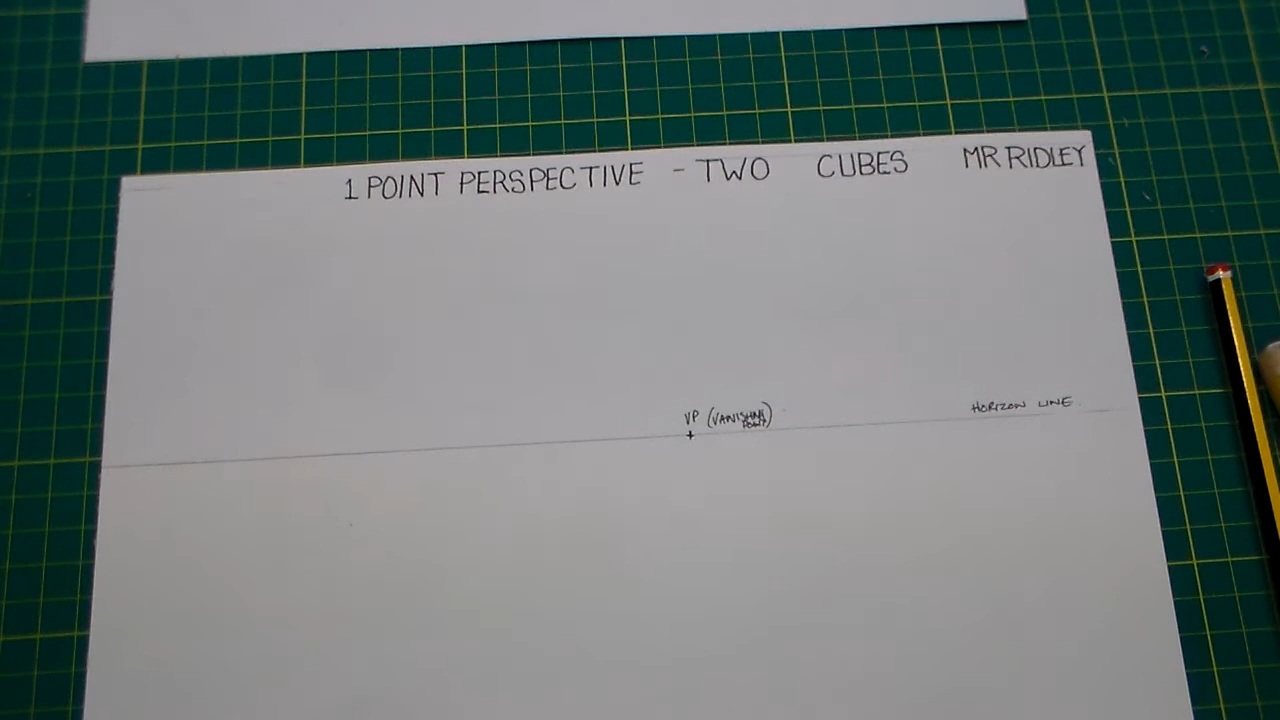 1 POINT PERSPECTIVE - TWO CUBES MR RIDLEY
VP (VANISHING
POINT)
HORIZON LINE